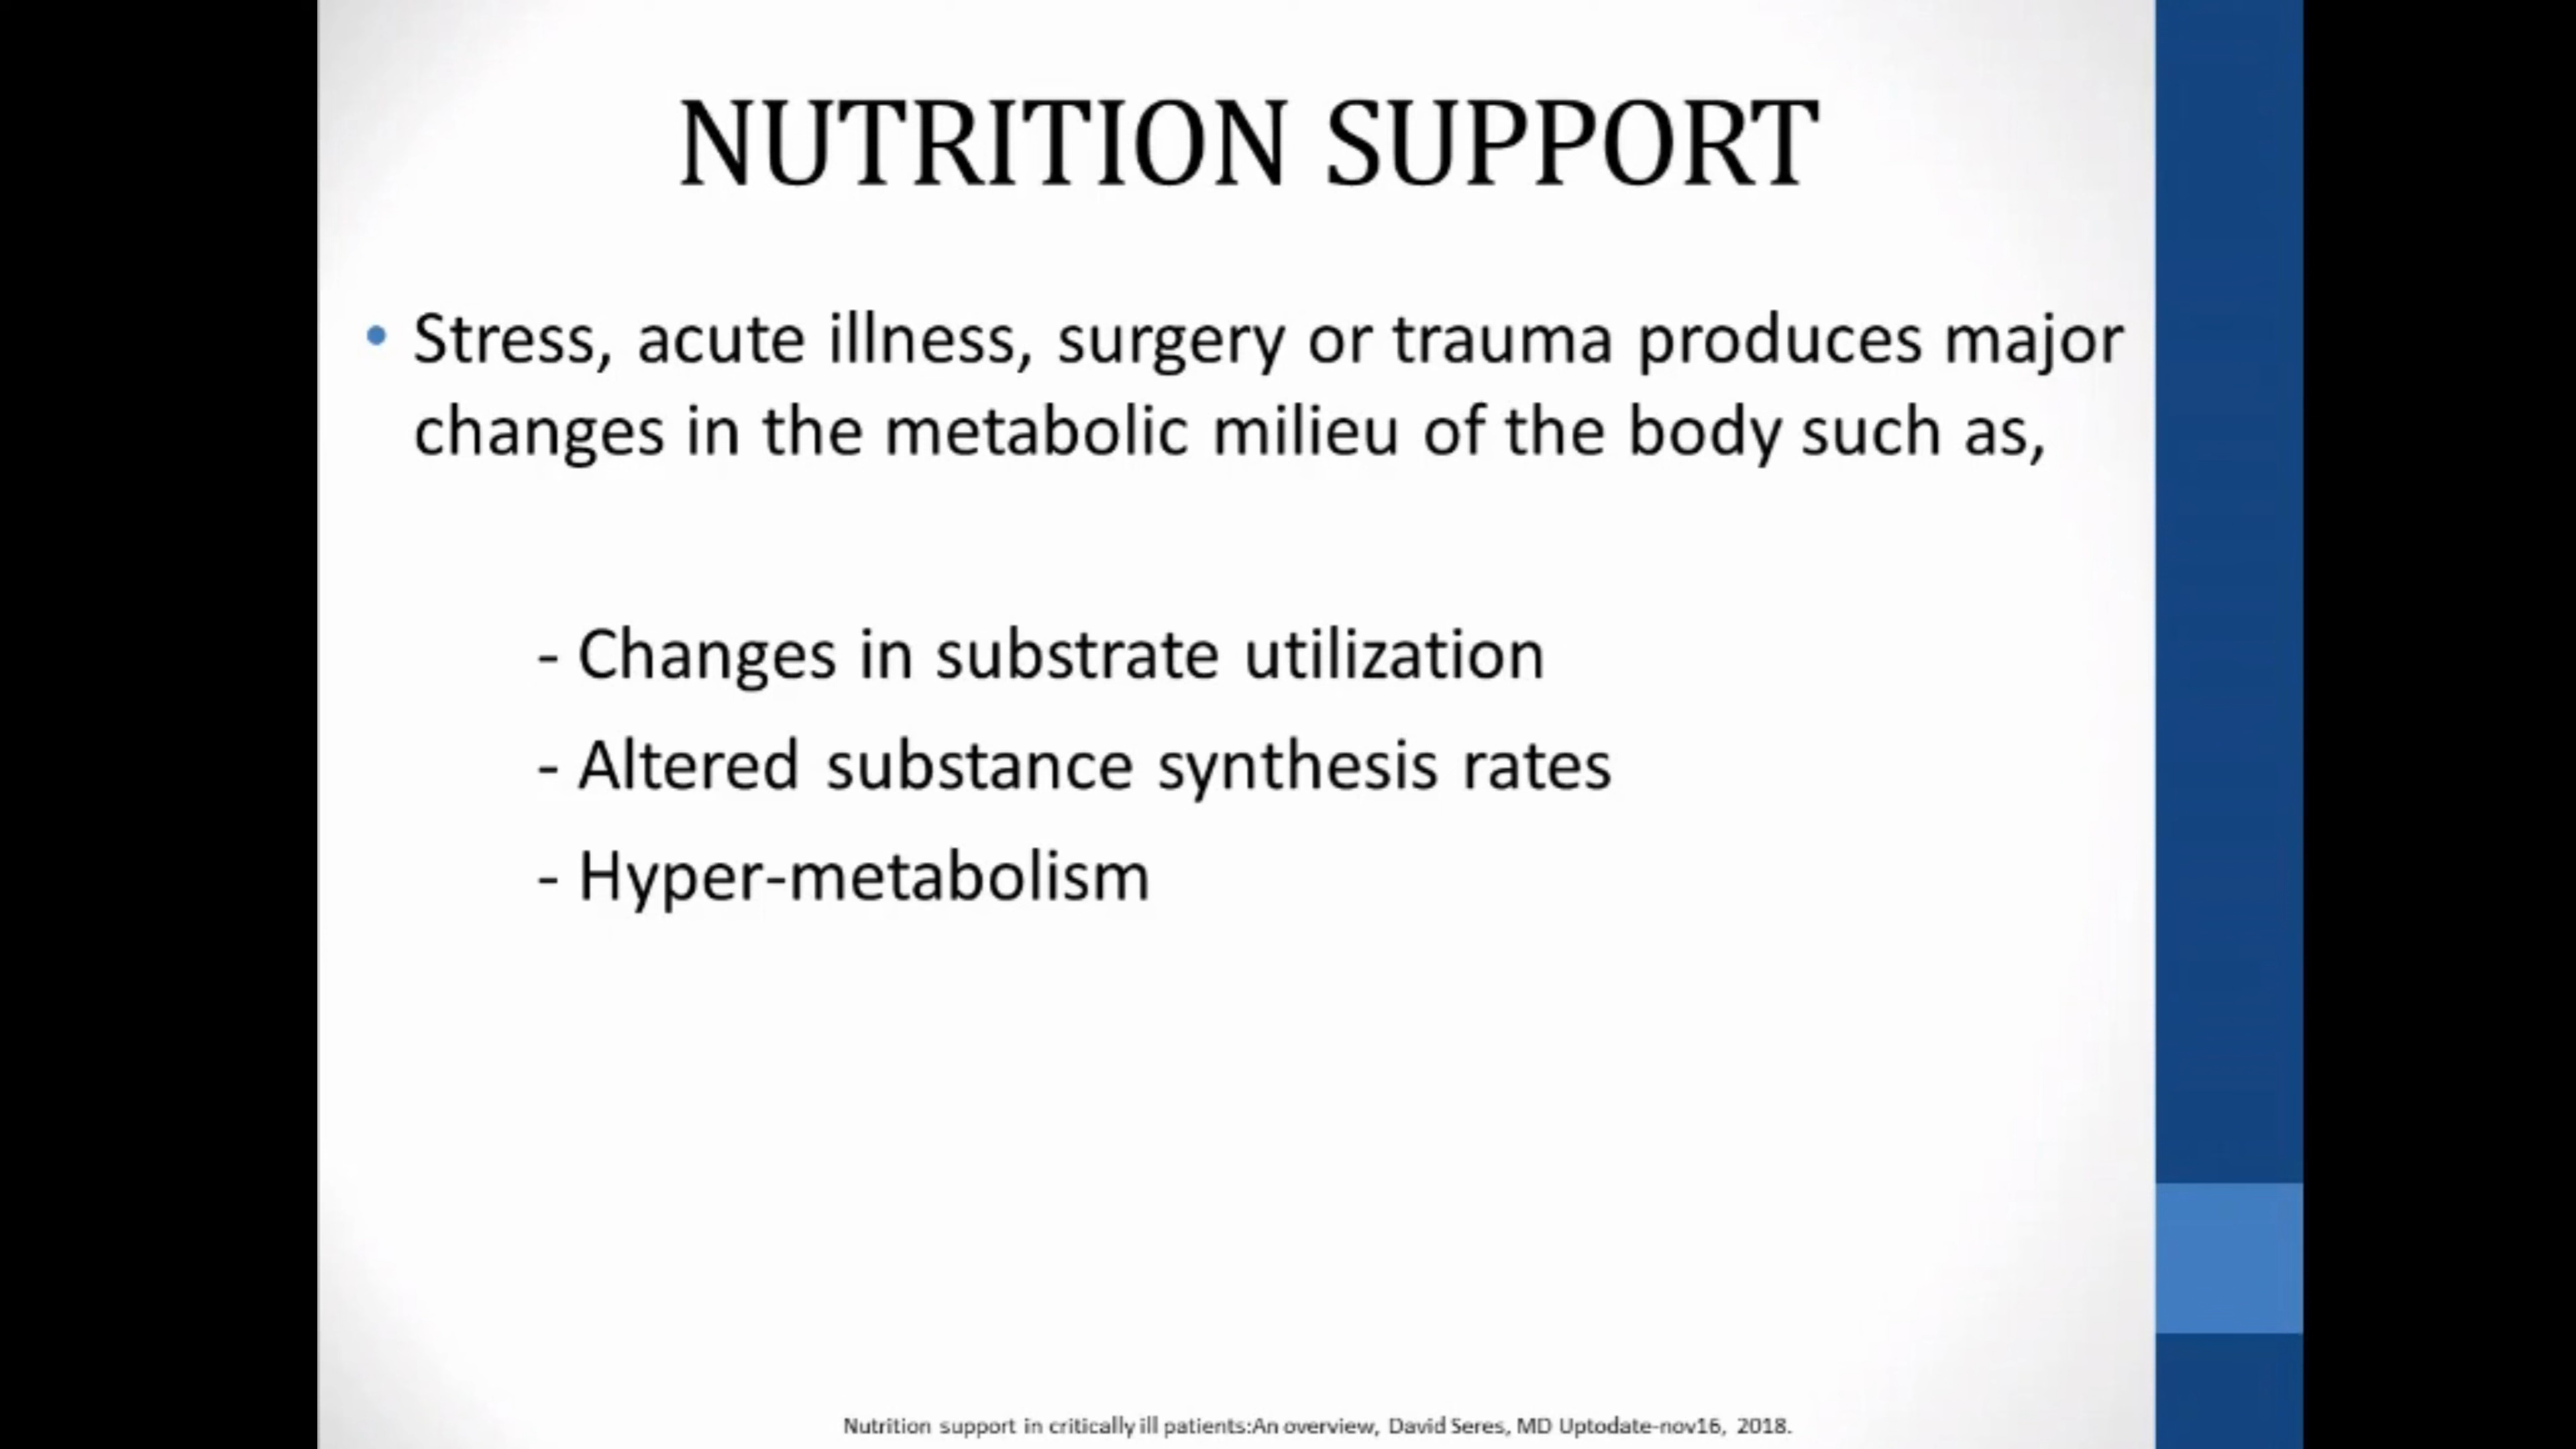 NUTRITION SUPPORT
• Stress, acute illness, surgery or trauma produces major
changes in the metabolic milieu of the body such as,
- Changes in substrate utilization
- Altered substance synthesis rates
- Hyper-metabolism
Nutrition support in critically ill patients:An overview, David Seres, MD Uptodate-nov16, 2018.